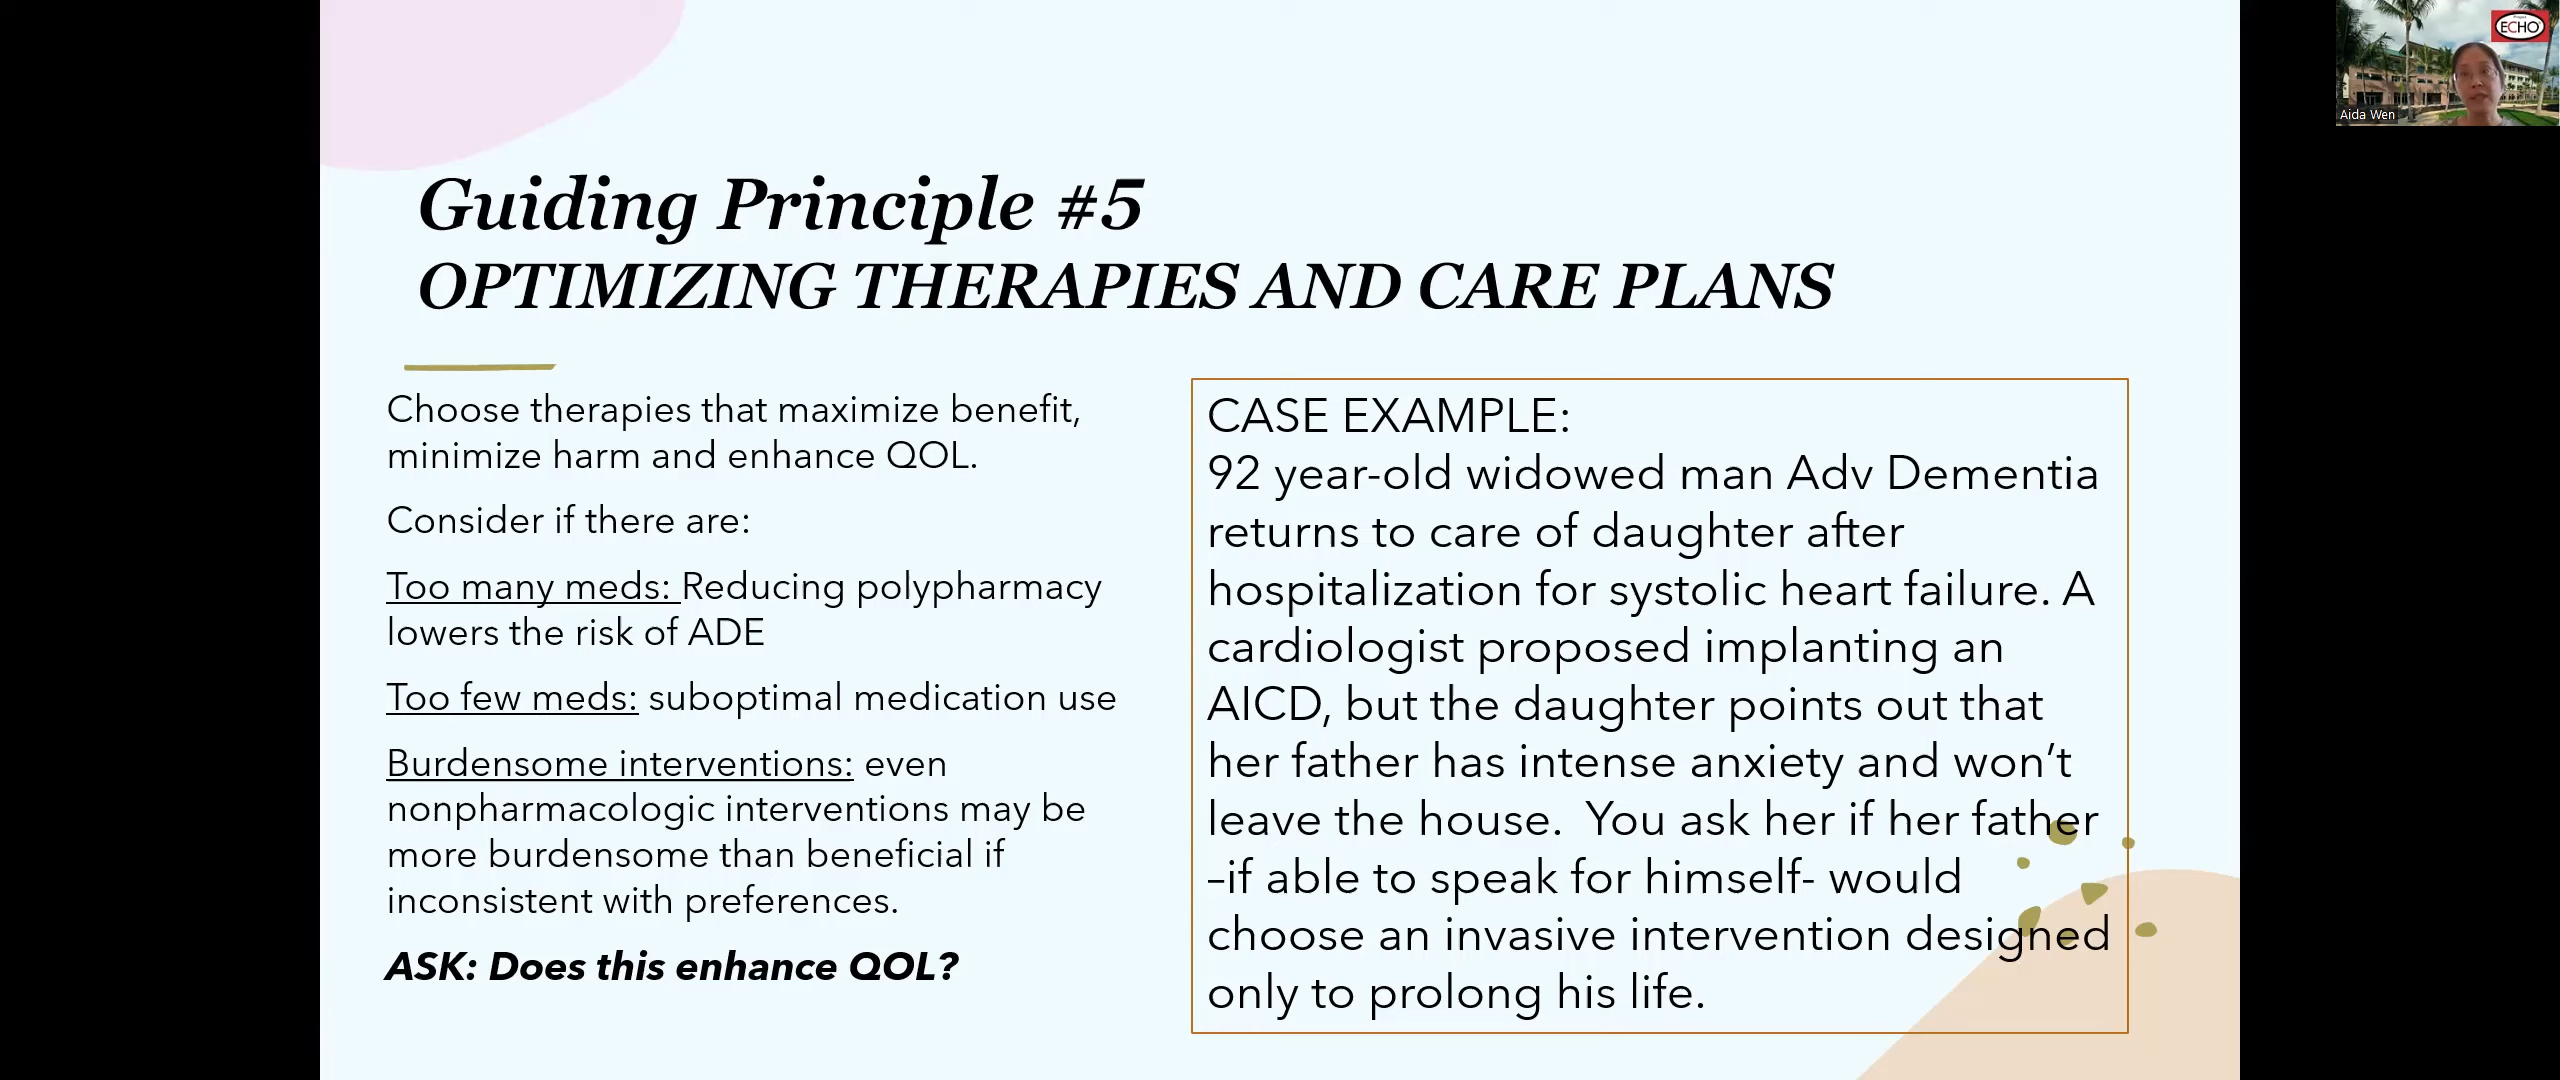 Guiding Principle #5
OPTIMIZING THERAPIES AND CARE PLANS
Choose therapies that maximize benefit,
minimize harm and enhance QOL.
Consider if there are:
Too many meds: Reducing polypharmacy
lowers the risk of ADE
Too few meds: suboptimal medication use
Burdensome interventions: even
nonpharmacologic interventions may be
more burdensome than beneficial if
inconsistent with preferences.
ASK: Does this enhance QOL?
CASE EXAMPLE:
92 year-old widowed man Adv Dementia
returns to care of daughter after
hospitalization for systolic heart failure. A
cardiologist proposed implanting an
AICD, but the daughter points out that
her father has intense anxiety and won’t
leave the house.  You ask her if her father
–if able to speak for himself- would
choose an invasive intervention designed
only to prolong his life.
ECHO
Aida Wen